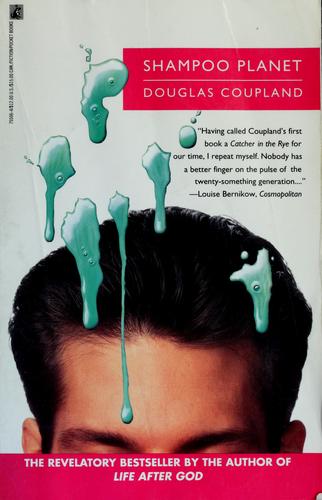 SHAMPOO PLANET
DOUGLAS COUPLAND
"Having called Coupland's first
book a Catcher in the Rye for
our time, I repeat myself. Nobody has
a better finger on the pulse of the
twenty-something generation...."
—Louise Bernikow, Cosmopolitan
THE REVELATORY BESTSELLER BY THE AUTHOR OF
LIFE AFTER GOD